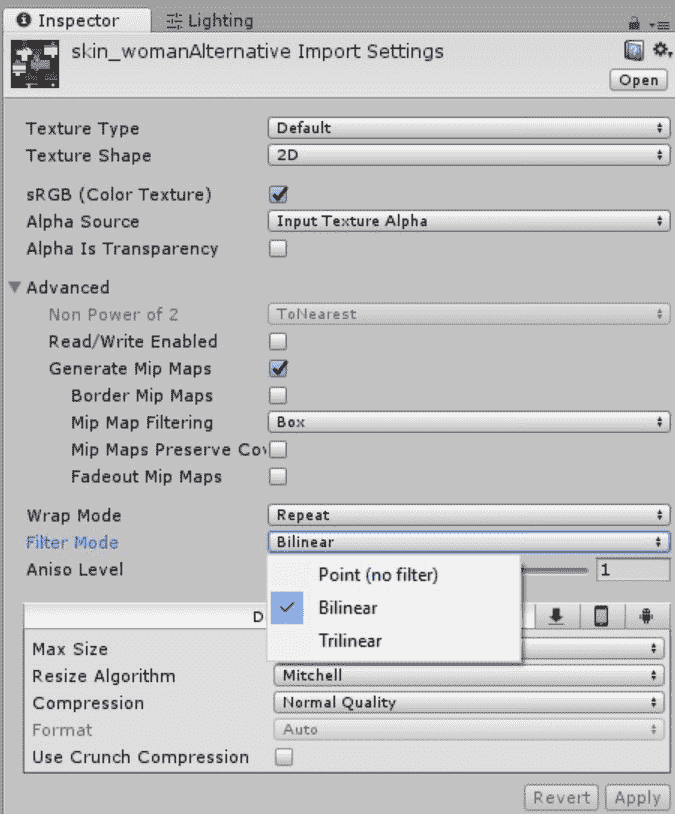 Inspector Lighting
skin_womanAlternative Import Settings
Open
Texture Type Default
Texture Shape 2D
sRGB (Color Texture)
Alpha Source Input Texture Alpha
Alpha Is Transparency
Advanced
Non Power of 2 ToNearest
Read/Write Enabled
Generate Mip Maps
Border Mip Maps
Mip Map Filtering Box
Mip Maps Preserve Cov
Fadeout Mip Maps
Wrap Mode Repeat
Filter Mode Bilinear
Aniso Level 1
Point (no filter)
Bilinear
Trilinear
D
Max Size
Resize Algorithm Mitchell
Compression Normal Quality
Format Auto
Use Crunch Compression
Revert Apply